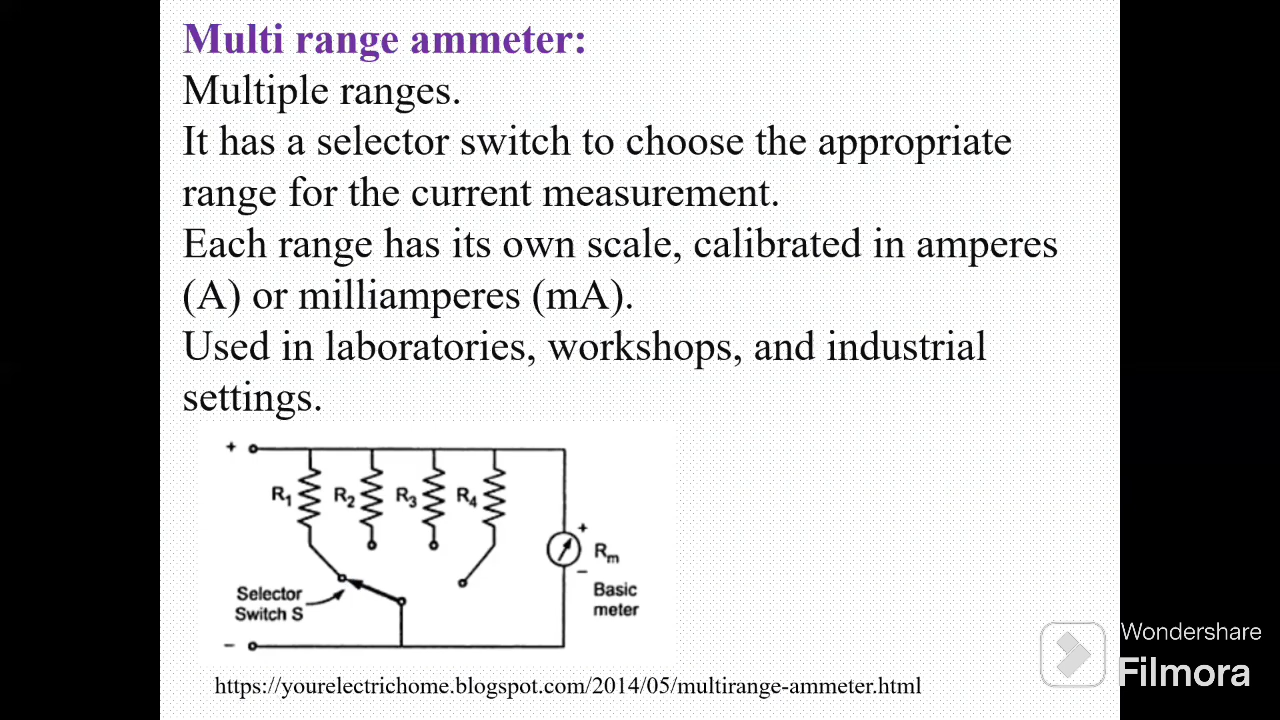 Multi range ammeter:
Multiple ranges.
It has a selector switch to choose the appropriate
range for the current measurement.
Each range has its own scale, calibrated in amperes
(A) or milliamperes (mA).
Used in laboratories, workshops, and industrial
settings.
+
R1 R2 R3 R4
+
Rm
−
Basic
meter
Selector
Switch S
−
https://yourelectrichome.blogspot.com/2014/05/multirange-ammeter.html
Wondershare
Filmora